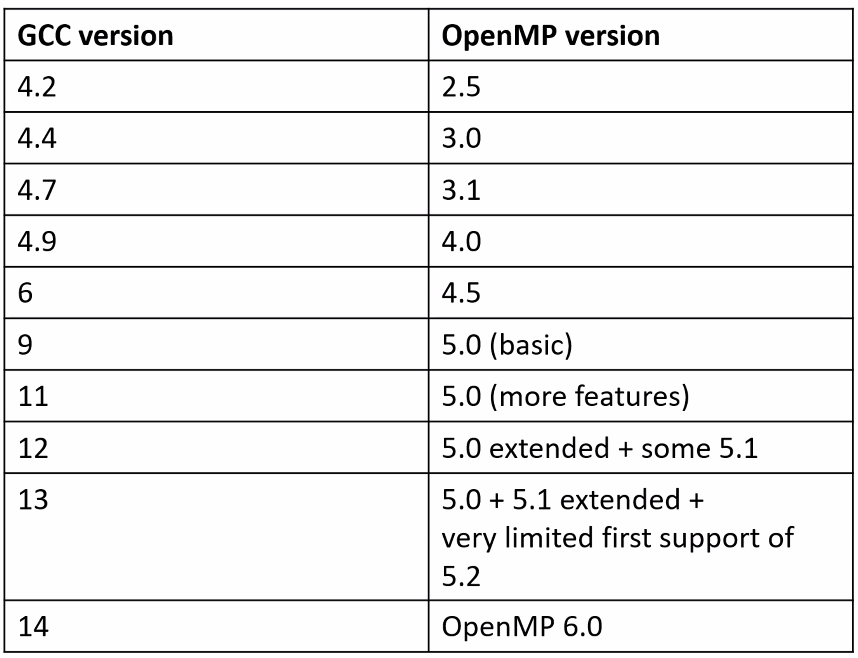 GCC version OpenMP version
4.2 2.5
4.4 3.0
4.7 3.1
4.9 4.0
6 4.5
9 5.0 (basic)
11 5.0 (more features)
12 5.0 extended + some 5.1
13 5.0 + 5.1 extended +
very limited first support of
5.2
14 OpenMP 6.0